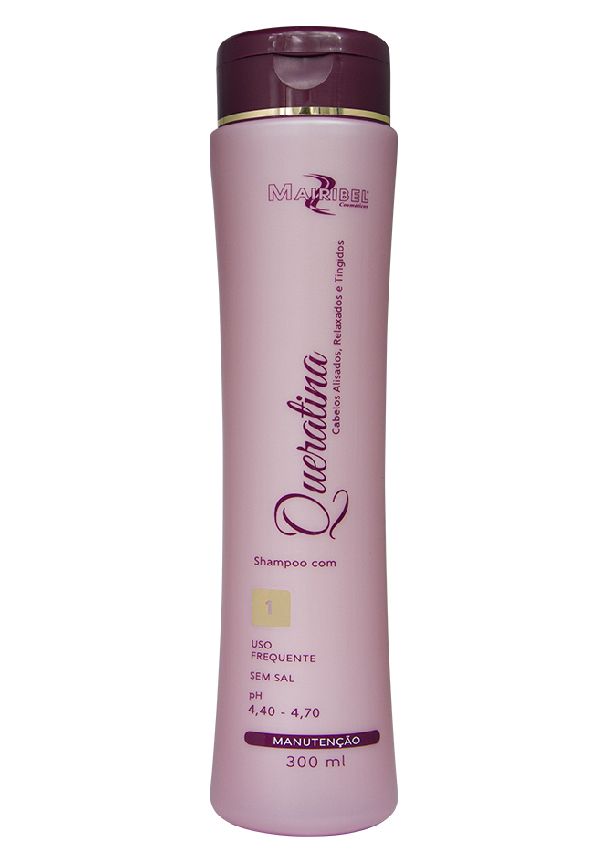 MAIRIBEL®
Cosméticos
Shampoo com
Queratina
Cabelos Alisados, Relaxados e Tingidos
1
USO
FREQUENTE
SEM SAL
pH
4,40 - 4,70
MANUTENÇÃO
300 ml